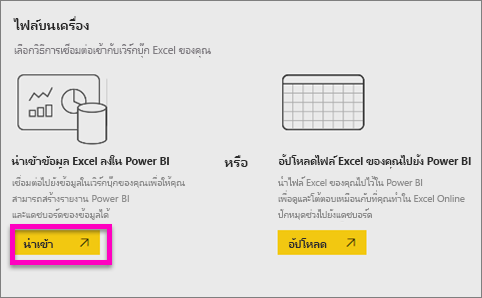 ไฟล์บนเครื่อง
เลือกวิธีการเชื่อมต่อเข้ากับเวิร์กบุ๊ก Excel ของคุณ
นำเข้าข้อมูล Excel ลงใน Power BI
เชื่อมต่อไปยังข้อมูลในเวิร์กบุ๊กของคุณเพื่อให้คุณ
สามารถสร้างรายงาน Power BI
และแดชบอร์ดของข้อมูลได้
นำเข้า
หรือ
อัปโหลดไฟล์ Excel ของคุณไปยัง Power BI
นำไฟล์ Excel ของคุณไปไว้ใน Power BI
เพื่อดูและโต้ตอบเหมือนกับที่คุณทำใน Excel Online
ปักหมุดช่วงไปยังแดชบอร์ด
อัปโหลด